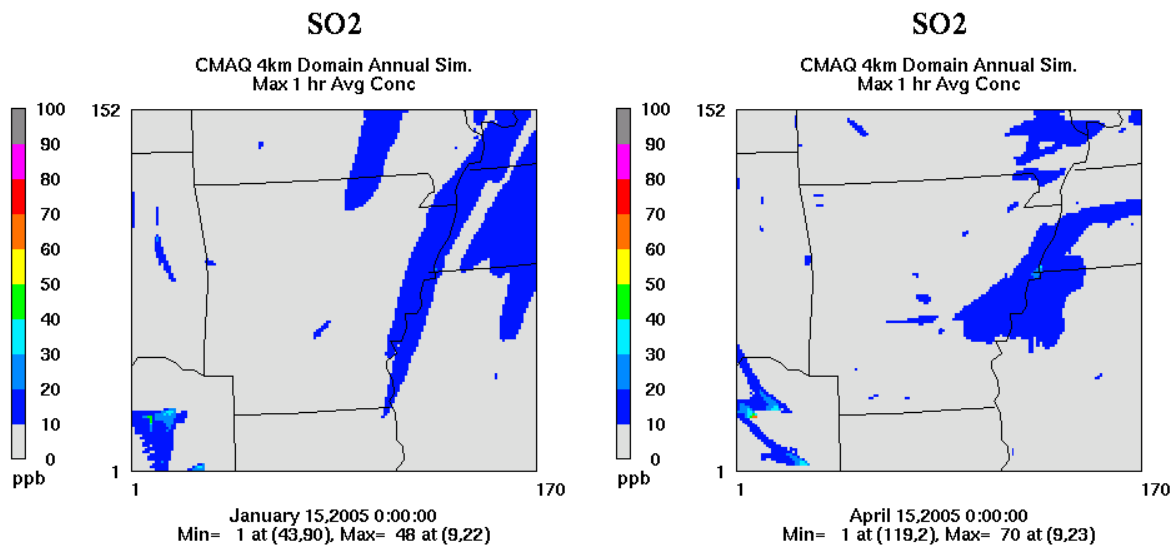 SO2
CMAQ 4km Domain Annual Sim.
Max 1 hr Avg Conc
100
90
80
70
60
50
40
30
20
10
0
ppb
152
1
1
170
January 15,2005 0:00:00
Min= 1 at (43,90), Max= 48 at (9,22)
SO2
CMAQ 4km Domain Annual Sim.
Max 1 hr Avg Conc
100
90
80
70
60
50
40
30
20
10
0
ppb
152
1
1
170
April 15,2005 0:00:00
Min= 1 at (119,2), Max= 70 at (9,23)